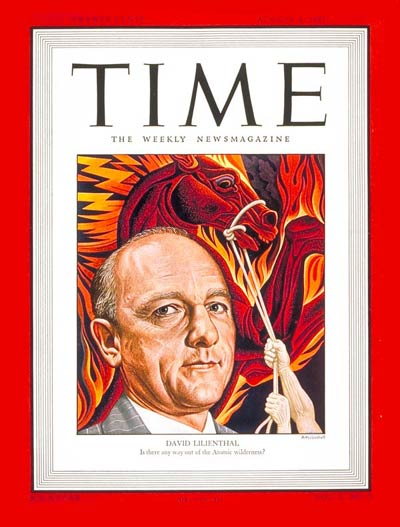 TIME
THE WEEKLY NEWSMAGAZINE
DAVID LILIENTHAL
Is there any way out of the Atomic wilderness?